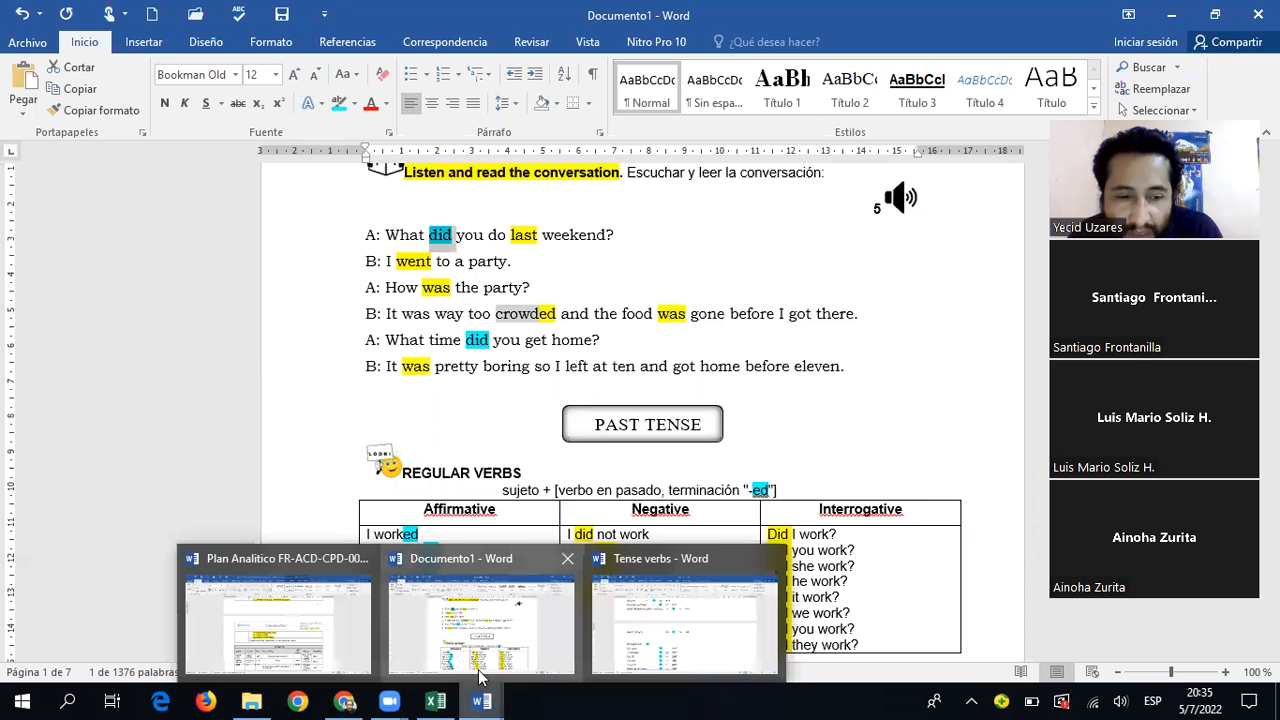 Documento1 - Word
Archivo Inicio Insertar Diseño Formato Referencias Correspondencia Revisar Vista Nitro Pro 10 ¿Qué desea hacer? Iniciar sesión Compartir
Pegar
Cortar
Copiar
Copiar formato
Portapapeles
Bookman Old 12
N K S abc x₂ x²
Fuente
Párrafo
AaBbCcDc
¶ Normal
AaBbCcDc
¶ Sin espa...
AaBb
Título 1
AaBbCcDc
Título 2
AaBbCcI
Título 3
AaBbCcDc
Título 4
AaB
Título
Estilos
Buscar
Reemplazar
Seleccionar
Listen and read the conversation. Escuchar y leer la conversación:
5
A: What did you do last weekend?
B: I went to a party.
A: How was the party?
B: It was way too crowded and the food was gone before I got there.
A: What time did you get home?
B: It was pretty boring so I left at ten and got home before eleven.
PAST TENSE
LOOK!
REGULAR VERBS
sujeto + [verbo en pasado, terminación "-ed"]
Affirmative Negative Interrogative
I worked I did not work Did I work?
you work?
she work?
he work?
it work?
we work?
you work?
they work?
Plan Analitico FR-ACD-CPD-00...
Documento1 - Word
Tense verbs - Word
Yecid Uzares
Santiago Frontani...
Santiago Frontanilla
Luis Mario Soliz H.
Luis Mario Soliz H.
Ainoha Zurita
Ainoha Zurita
Página 1 de 7 1 de 1376 palabras
100 %
ESP
20:35
5/7/2022